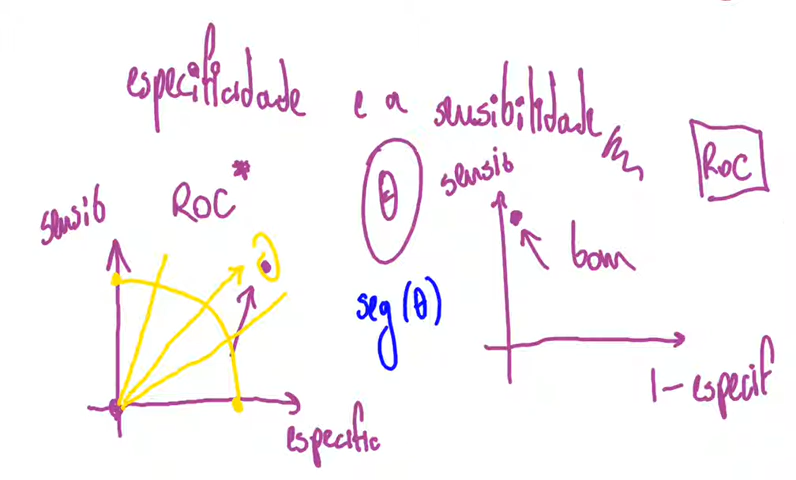 especificidade e a sensibilidade
ROC
sensib
ROC*
θ
sensib
bom
seg(θ)
1-especif
especific